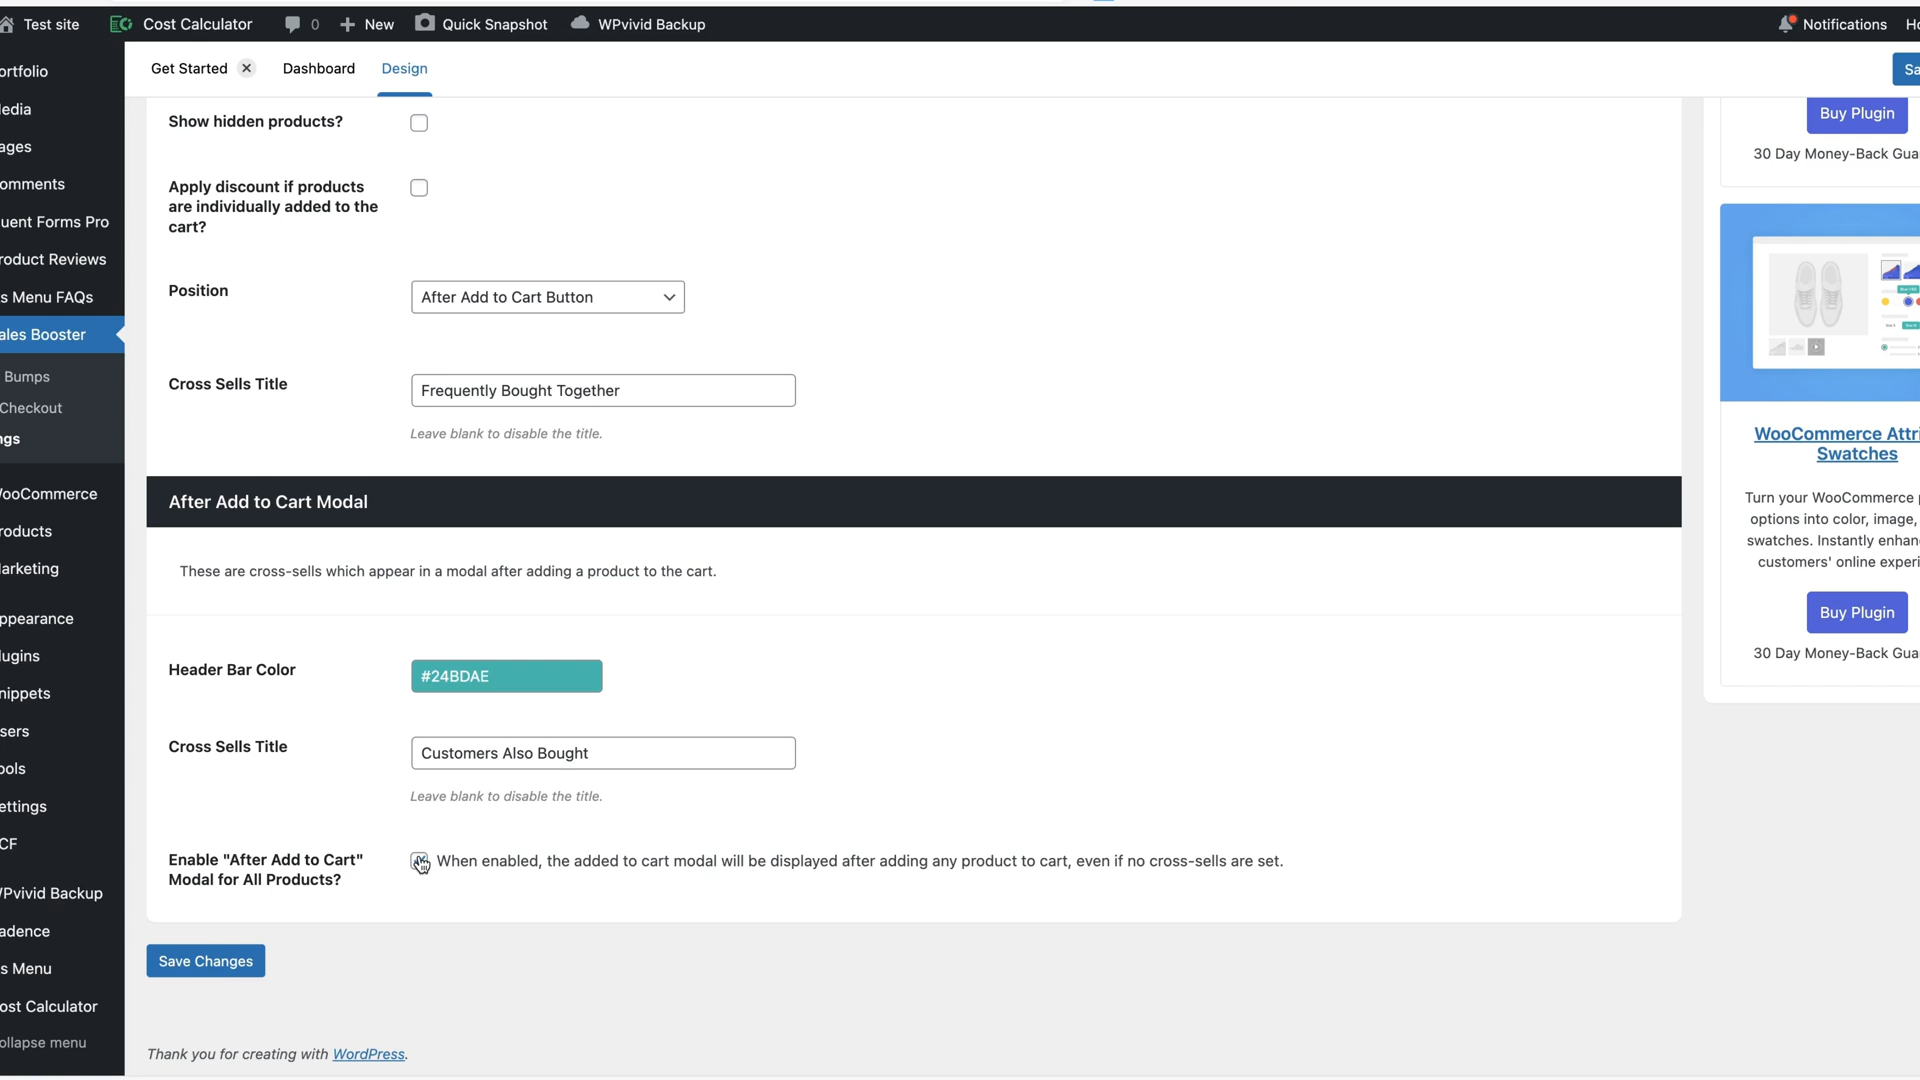 Test site Cost Calculator 0 New Quick Snapshot WPvivid Backup Notifications Ho
Get Started Dashboard Design Sa
ortfolio
edia
ages
omments
uent Forms Pro
roduct Reviews
s Menu FAQs
ales Booster
Bumps
Checkout
ngs
ooCommerce
roducts
arketing
ppearance
lugins
nippets
sers
ools
ettings
CF
Pvivid Backup
adence
s Menu
ost Calculator
ollapse menu
Show hidden products?
Apply discount if products
are individually added to the
cart?
Position After Add to Cart Button
Cross Sells Title Frequently Bought Together
Leave blank to disable the title.
After Add to Cart Modal
These are cross-sells which appear in a modal after adding a product to the cart.
Header Bar Color #24BDAE
Cross Sells Title Customers Also Bought
Leave blank to disable the title.
Enable "After Add to Cart"
Modal for All Products?
When enabled, the added to cart modal will be displayed after adding any product to cart, even if no cross-sells are set.
Save Changes
Thank you for creating with WordPress.
Buy Plugin
30 Day Money-Back Gua
WooCommerce Attri
Swatches
Turn your WooCommerce p
options into color, image,
swatches. Instantly enhan
customers' online experi
Buy Plugin
30 Day Money-Back Gua